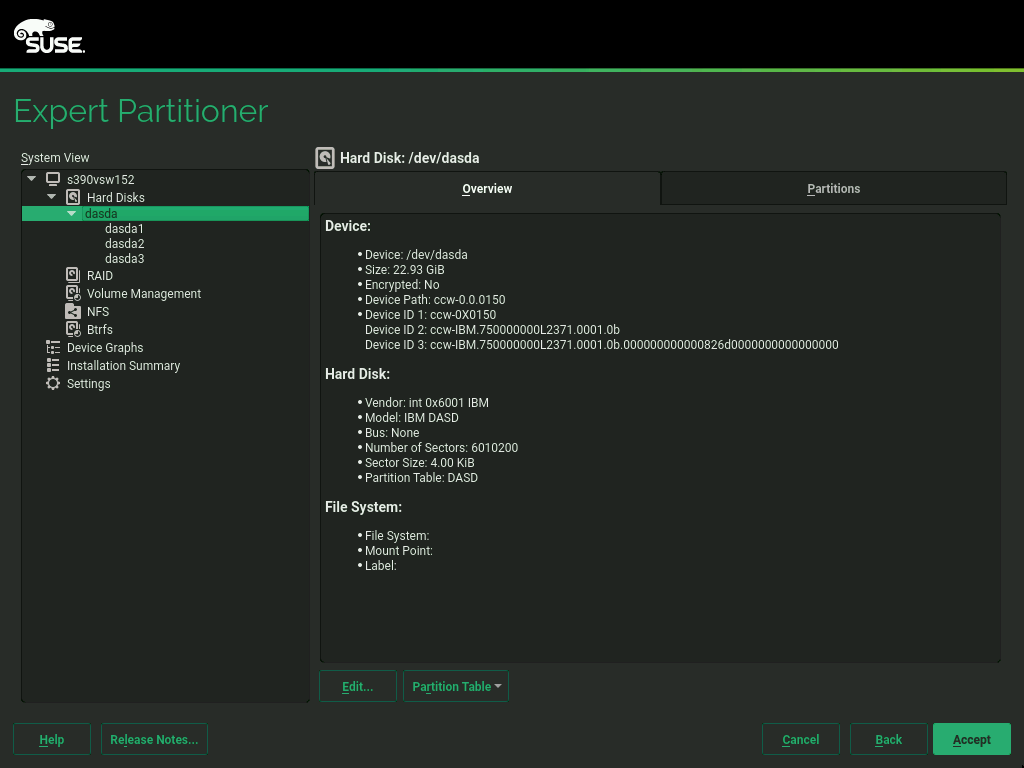 SUSE.
Expert Partitioner
System View
s390vsw152
Hard Disks
dasda
dasda1
dasda2
dasda3
RAID
Volume Management
NFS
Btrfs
Device Graphs
Installation Summary
Settings
Hard Disk: /dev/dasda
Overview
Partitions
Device:
• Device: /dev/dasda
• Size: 22.93 GiB
• Encrypted: No
• Device Path: ccw-0.0.0150
• Device ID 1: ccw-0X0150
Device ID 2: ccw-IBM.750000000L2371.0001.0b
Device ID 3: ccw-IBM.750000000L2371.0001.0b.000000000000826d0000000000000000
Hard Disk:
• Vendor: int 0x6001 IBM
• Model: IBM DASD
• Bus: None
• Number of Sectors: 6010200
• Sector Size: 4.00 KiB
• Partition Table: DASD
File System:
• File System:
• Mount Point:
• Label:
Edit...
Partition Table
Help
Release Notes...
Cancel
Back
Accept